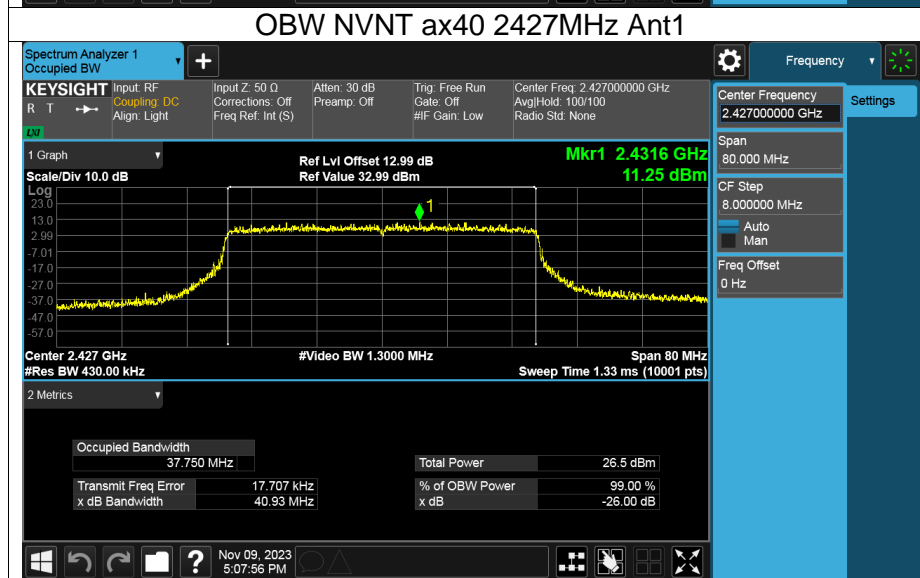 OBW NVNT ax40 2427MHz Ant1
Spectrum Analyzer 1
Occupied BW
+
Frequency
KEYSIGHT
R T
LXI
Input: RF
Coupling: DC
Align: Light
Input Z: 50 Ω
Corrections: Off
Freq Ref: Int (S)
Atten: 30 dB
Preamp: Off
Trig: Free Run
Gate: Off
#IF Gain: Low
Center Freq: 2.427000000 GHz
Avg|Hold: 100/100
Radio Std: None
Center Frequency
2.427000000 GHz
Settings
Span
80.000 MHz
CF Step
8.000000 MHz
Auto
Man
Freq Offset
0 Hz
1 Graph
Scale/Div 10.0 dB
Ref Lvl Offset 12.99 dB
Ref Value 32.99 dBm
Mkr1 2.4316 GHz
11.25 dBm
Log
23.0
13.0
2.99
-7.01
-17.0
-27.0
-37.0
-47.0
-57.0
1
Center 2.427 GHz
#Res BW 430.00 kHz
#Video BW 1.3000 MHz
Span 80 MHz
Sweep Time 1.33 ms (10001 pts)
2 Metrics
Occupied Bandwidth
37.750 MHz
Total Power 26.5 dBm
Transmit Freq Error 17.707 kHz
% of OBW Power 99.00 %
x dB Bandwidth 40.93 MHz
x dB -26.00 dB
?
Nov 09, 2023
5:07:56 PM